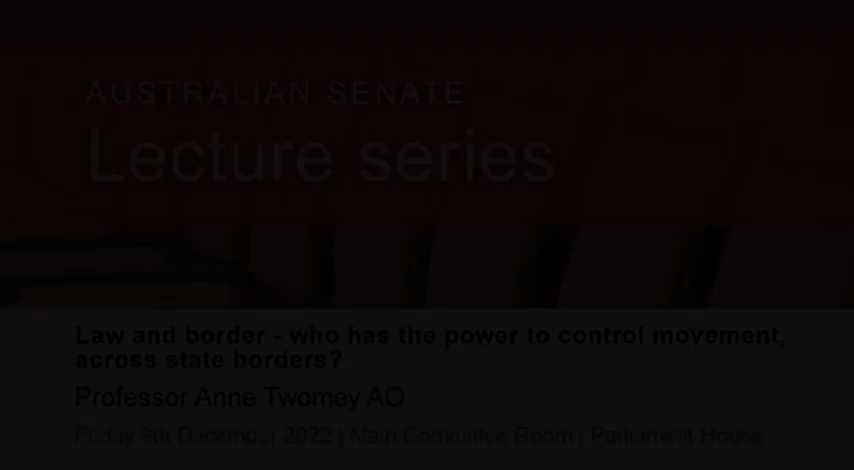 AUSTRALIAN SENATE
Lecture series
Law and border - who has the power to control movement,
across state borders?
Professor Anne Twomey AO
Friday 9th December 2022 | Main Committee Room | Parliament House